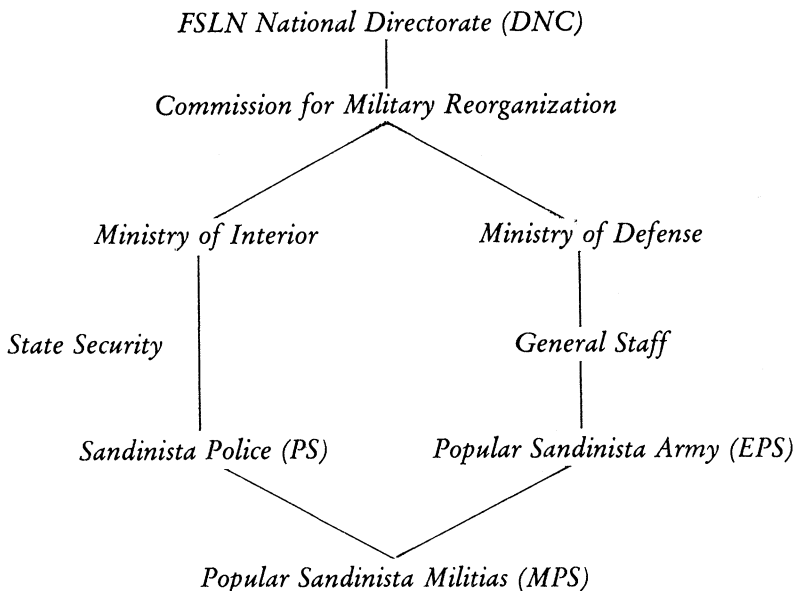 FSLN National Directorate (DNC)
Commission for Military Reorganization
Ministry of Interior
Ministry of Defense
State Security
General Staff
Sandinista Police (PS)
Popular Sandinista Army (EPS)
Popular Sandinista Militias (MPS)